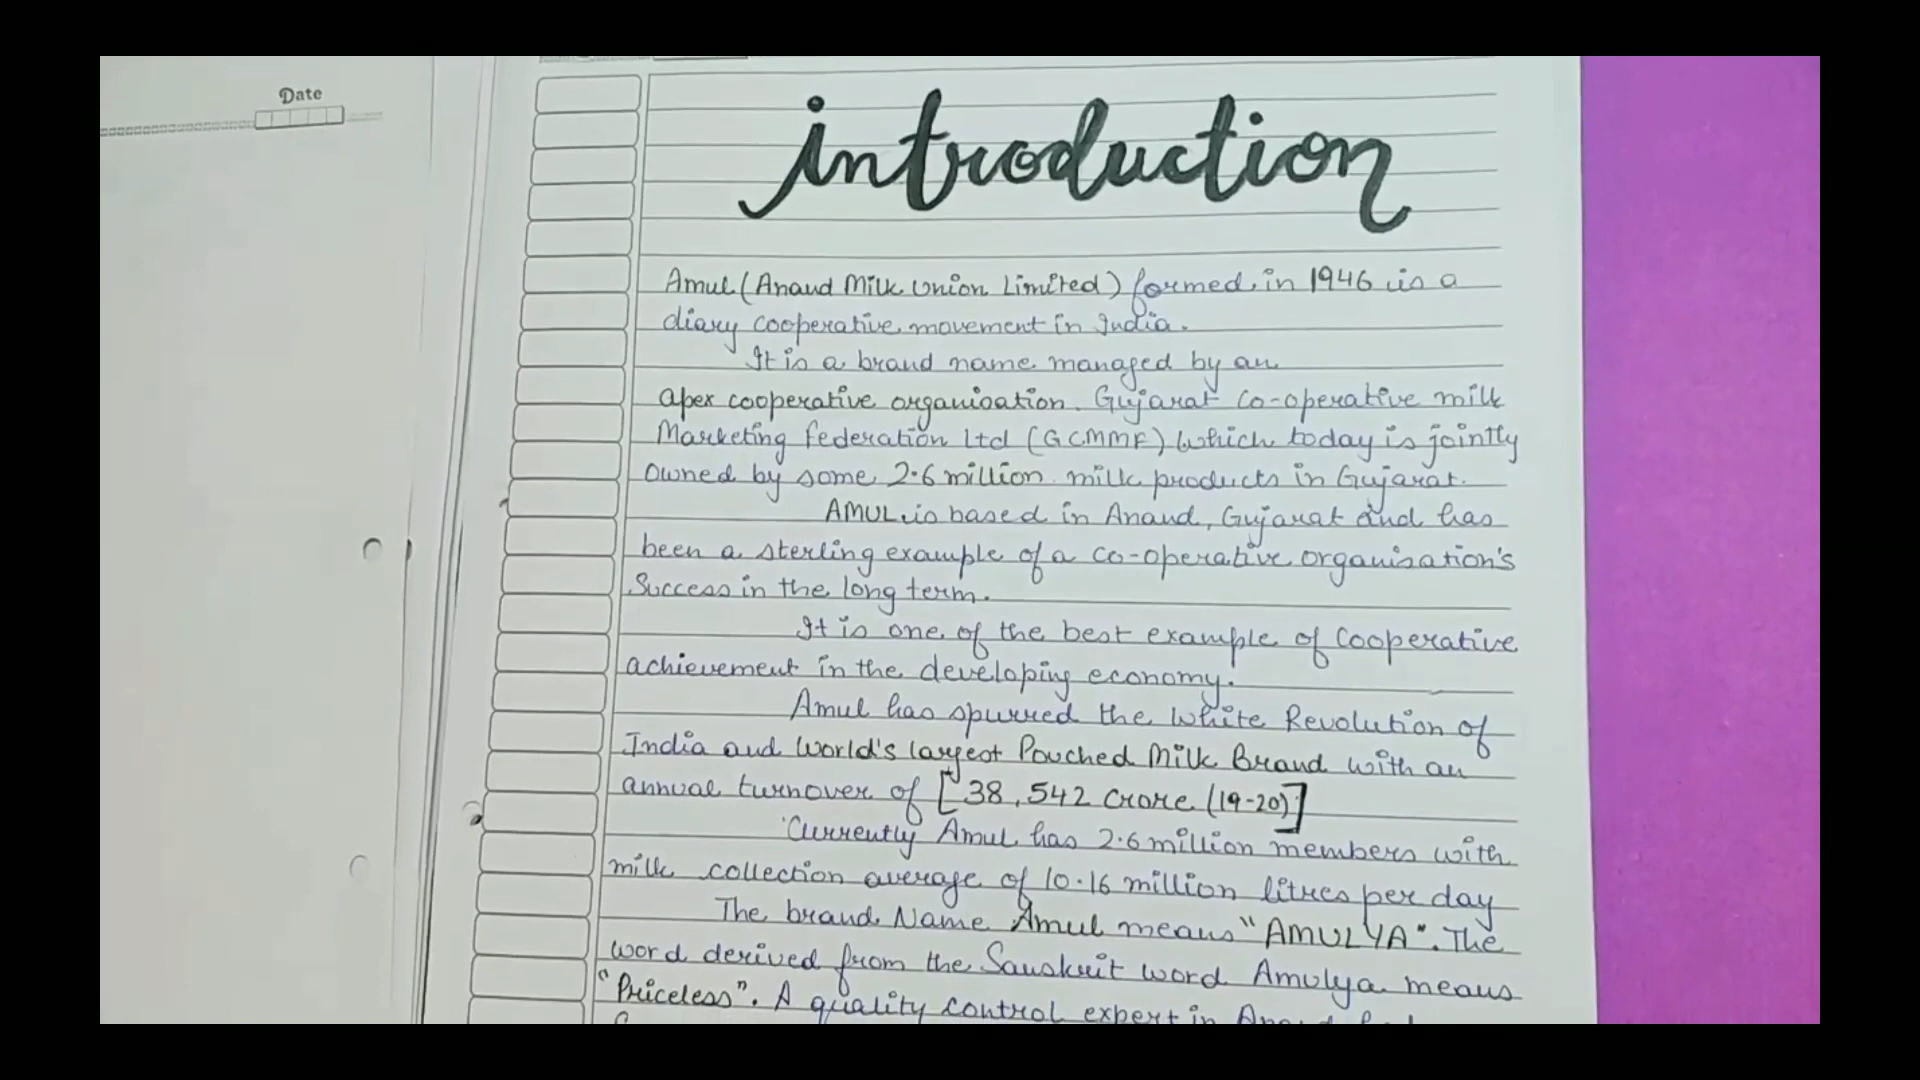 Date
introduction
Amul (Anand Milk Union Limited) formed in 1946 is a
diary cooperative movement in India.
It is a brand name managed by an
apex cooperative organisation. Gujarat Co-operative milk
Marketing federation Ltd (GCMMF) which today is jointly
owned by some 2.6 million milk products in Gujarat.
AMUL is based in Anand, Gujarat and has
been a sterling example of a co-operative organisation's
Success in the long term.
It is one of the best example of Cooperative
achievement in the developing economy.
Amul has spurred the White Revolution of
India and World's largest Pouched Milk Brand with an
annual turnover of [38,542 crore (19-20)]
Currently Amul has 2.6 million members with
milk collection average of 10.16 million litres per day
The brand Name Amul means "AMULYA". The
word derived from the Sanskrit word Amulya means
"Priceless". A quality control expert in